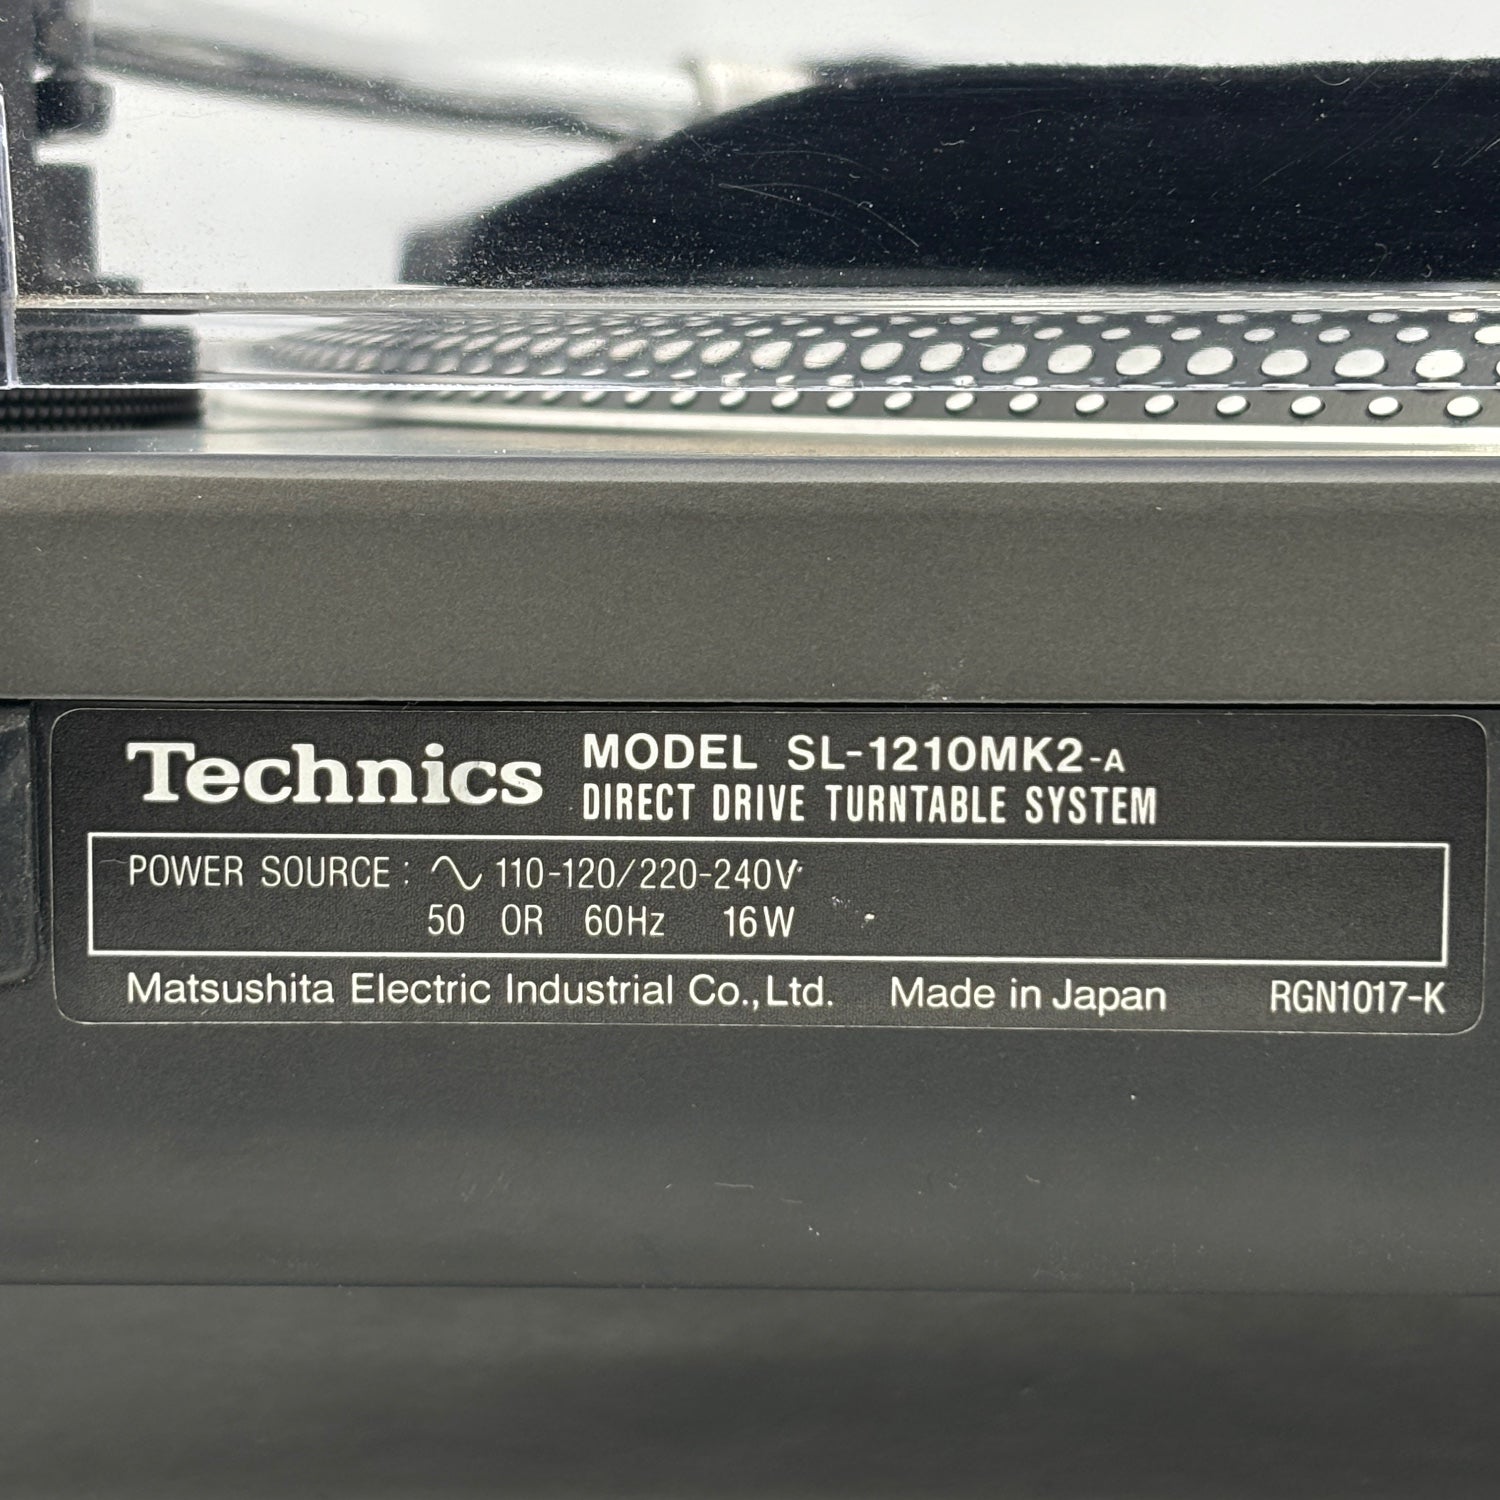 Technics MODEL SL-1210MK2-A
DIRECT DRIVE TURNTABLE SYSTEM
POWER SOURCE : ∿ 110-120/220-240V
50 OR 60Hz 16W
Matsushita Electric Industrial Co.,Ltd. Made in Japan RGN1017-K